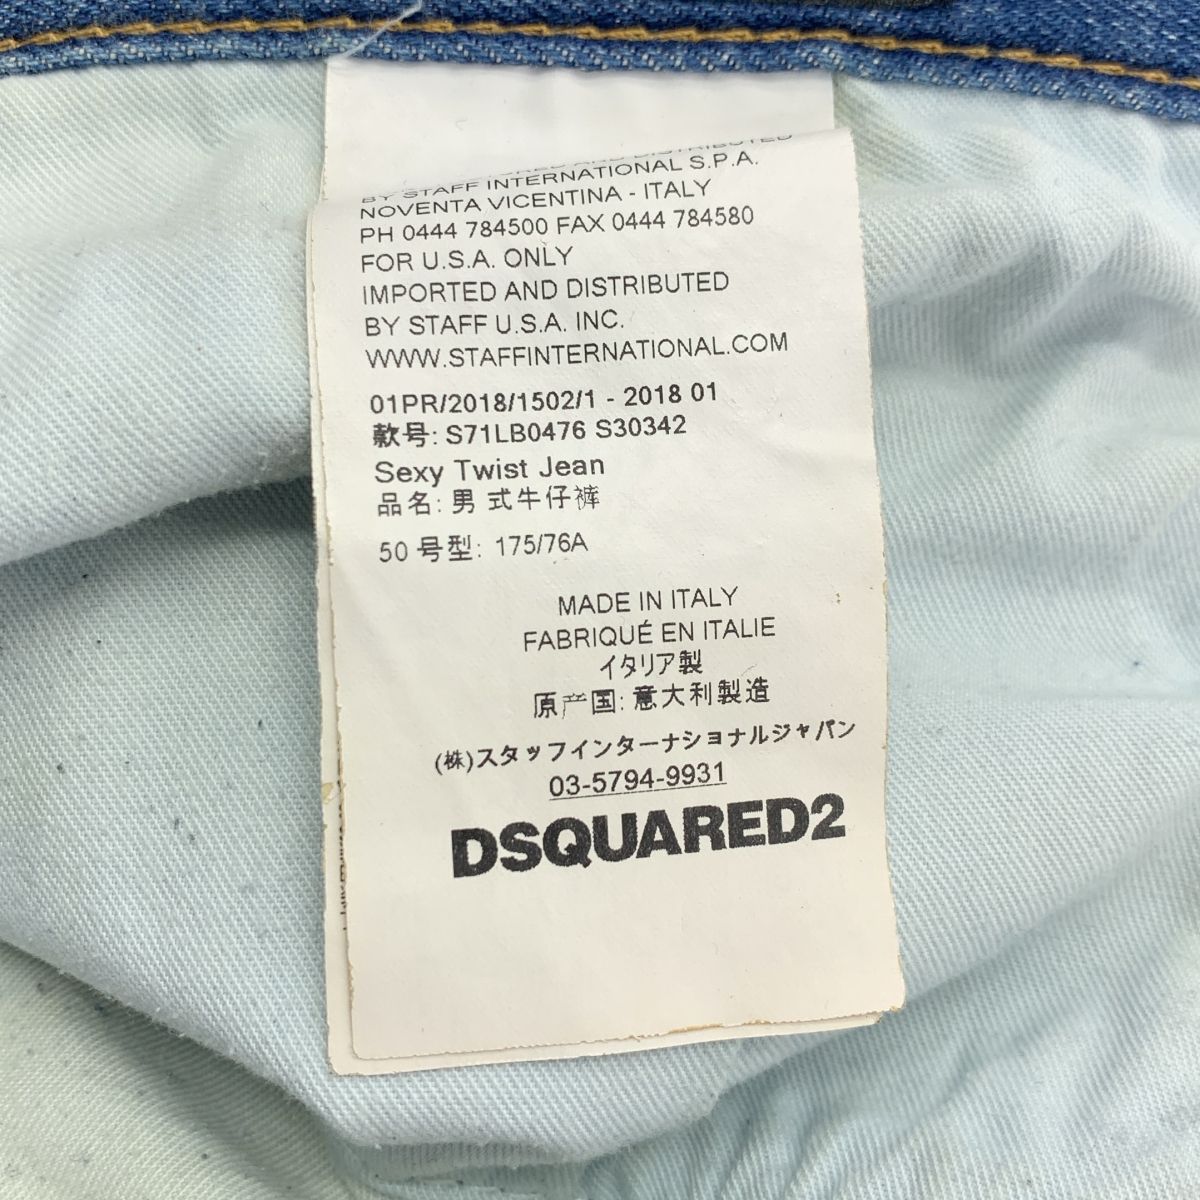 BY STAFF INTERNATIONAL S.P.A.
NOVENTA VICENTINA - ITALY
PH 0444 784500 FAX 0444 784580
FOR U.S.A. ONLY
IMPORTED AND DISTRIBUTED
BY STAFF U.S.A. INC.
WWW.STAFFINTERNATIONAL.COM
01PR/2018/1502/1 - 2018 01
款号: S71LB0476 S30342
Sexy Twist Jean
品名: 男式牛仔裤
50 号型: 175/76A
MADE IN ITALY
FABRIQUÉ EN ITALIE
イタリア製
原产国: 意大利製造
(株)スタッフインターナショナルジャパン
03-5794-9931
DSQUARED2